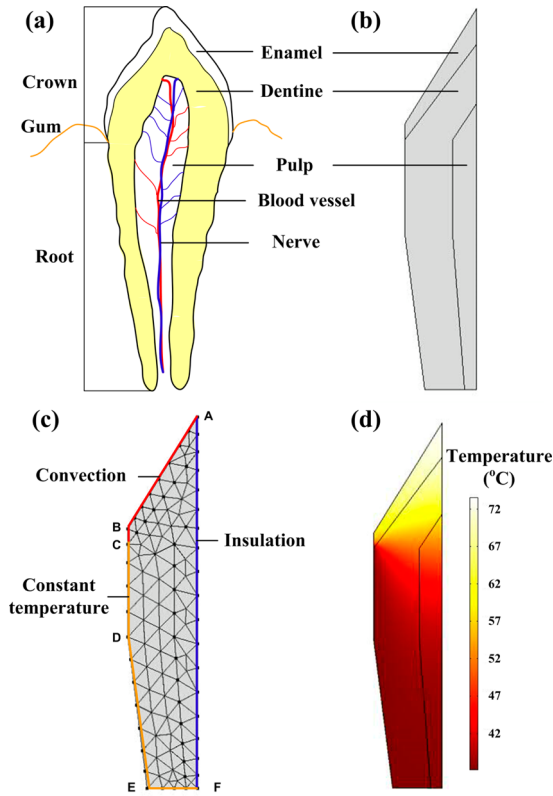 (a)
(b)
Enamel
Crown
Dentine
Gum
Pulp
Blood vessel
Nerve
Root
(c)
(d)
A
Convection
Temperature
(°C)
B
C
Insulation
Constant
temperature
D
E
F
72
67
62
57
52
47
42